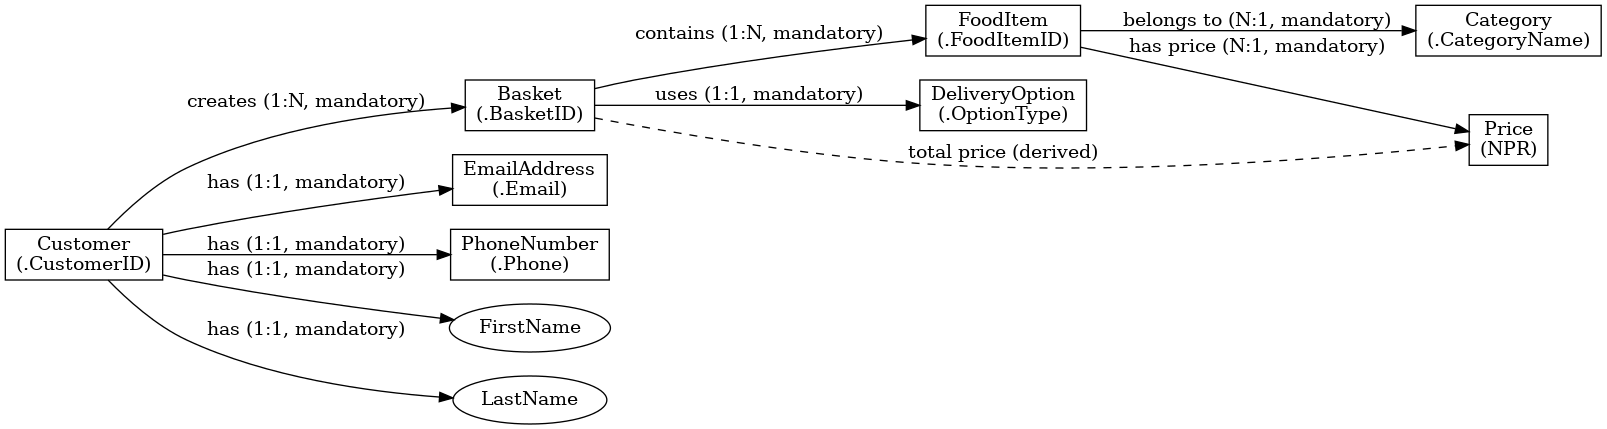 FoodItem
(.FoodItemID)
belongs to (N:1, mandatory)
Category
(.CategoryName)
contains (1:N, mandatory)
has price (N:1, mandatory)
Basket
(.BasketID)
creates (1:N, mandatory)
uses (1:1, mandatory)
DeliveryOption
(.OptionType)
Price
(NPR)
total price (derived)
EmailAddress
(.Email)
has (1:1, mandatory)
Customer
(.CustomerID)
has (1:1, mandatory)
PhoneNumber
(.Phone)
has (1:1, mandatory)
FirstName
has (1:1, mandatory)
LastName